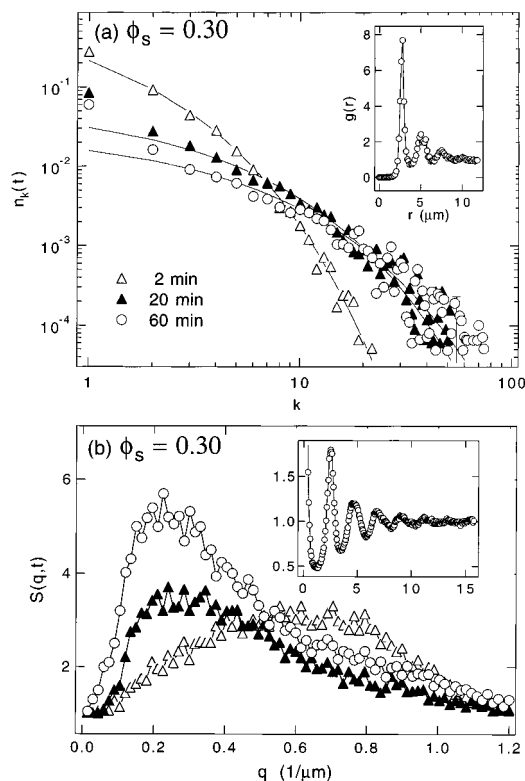 (a) ϕs = 0.30
10⁻¹
10⁻²
10⁻³
10⁻⁴
nk(t)
2 min
20 min
60 min
1
10
100
k
8
6
4
2
0
g(r)
0
5
10
r (μm)
(b) ϕs = 0.30
6
4
2
S(q,t)
1.5
1.0
0.5
0
5
10
15
0.0
0.2
0.4
0.6
0.8
1.0
1.2
q (1/μm)